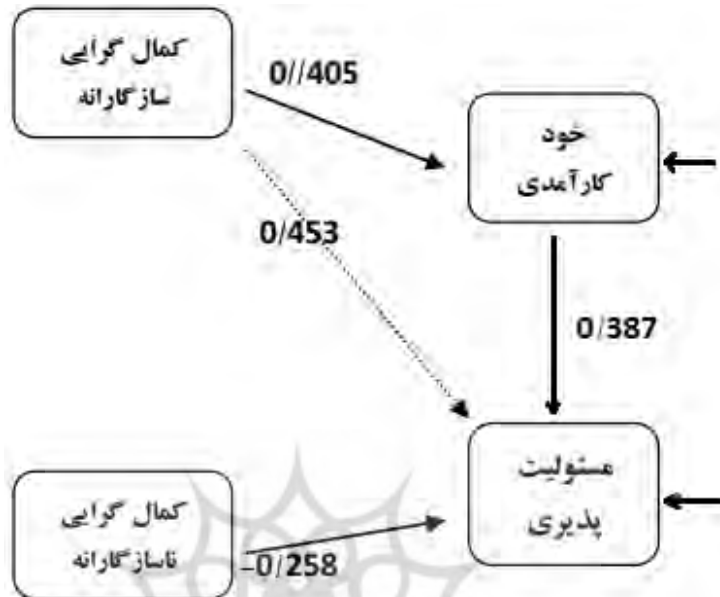 کمال گرایی
سازگارانه
0//405
خود
کارآمدی
0/453
0/387
مسئولیت
پذیری
کمال گرایی
ناسازگارانه
–0/258